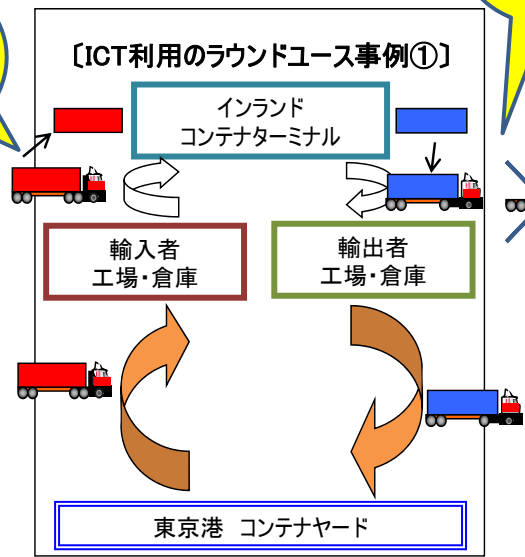 〔ICT利用のラウンドユース事例①〕
インランド
コンテナターミナル
輸入者
工場・倉庫
輸出者
工場・倉庫
東京港 コンテナヤード